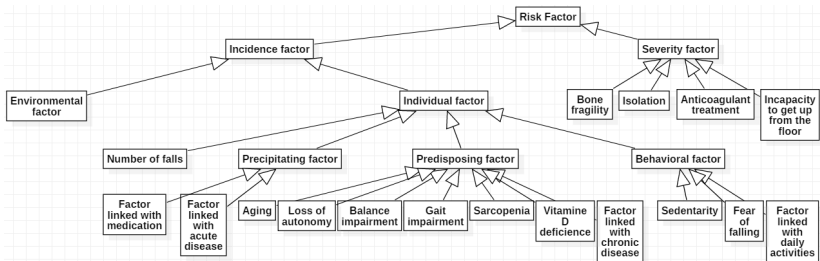 Risk Factor
Incidence factor
Severity factor
Environmental
factor
Individual factor
Bone
fragility
Isolation
Anticoagulant
treatment
Incapacity
to get up
from the
floor
Number of falls
Precipitating factor
Predisposing factor
Behavioral factor
Factor
linked with
medication
Factor
linked
with
acute
disease
Aging
Loss of
autonomy
Balance
impairment
Gait
impairment
Sarcopenia
Vitamine
D
deficience
Factor
linked
with
chronic
disease
Sedentarity
Fear
of
falling
Factor
linked
with
daily
activities